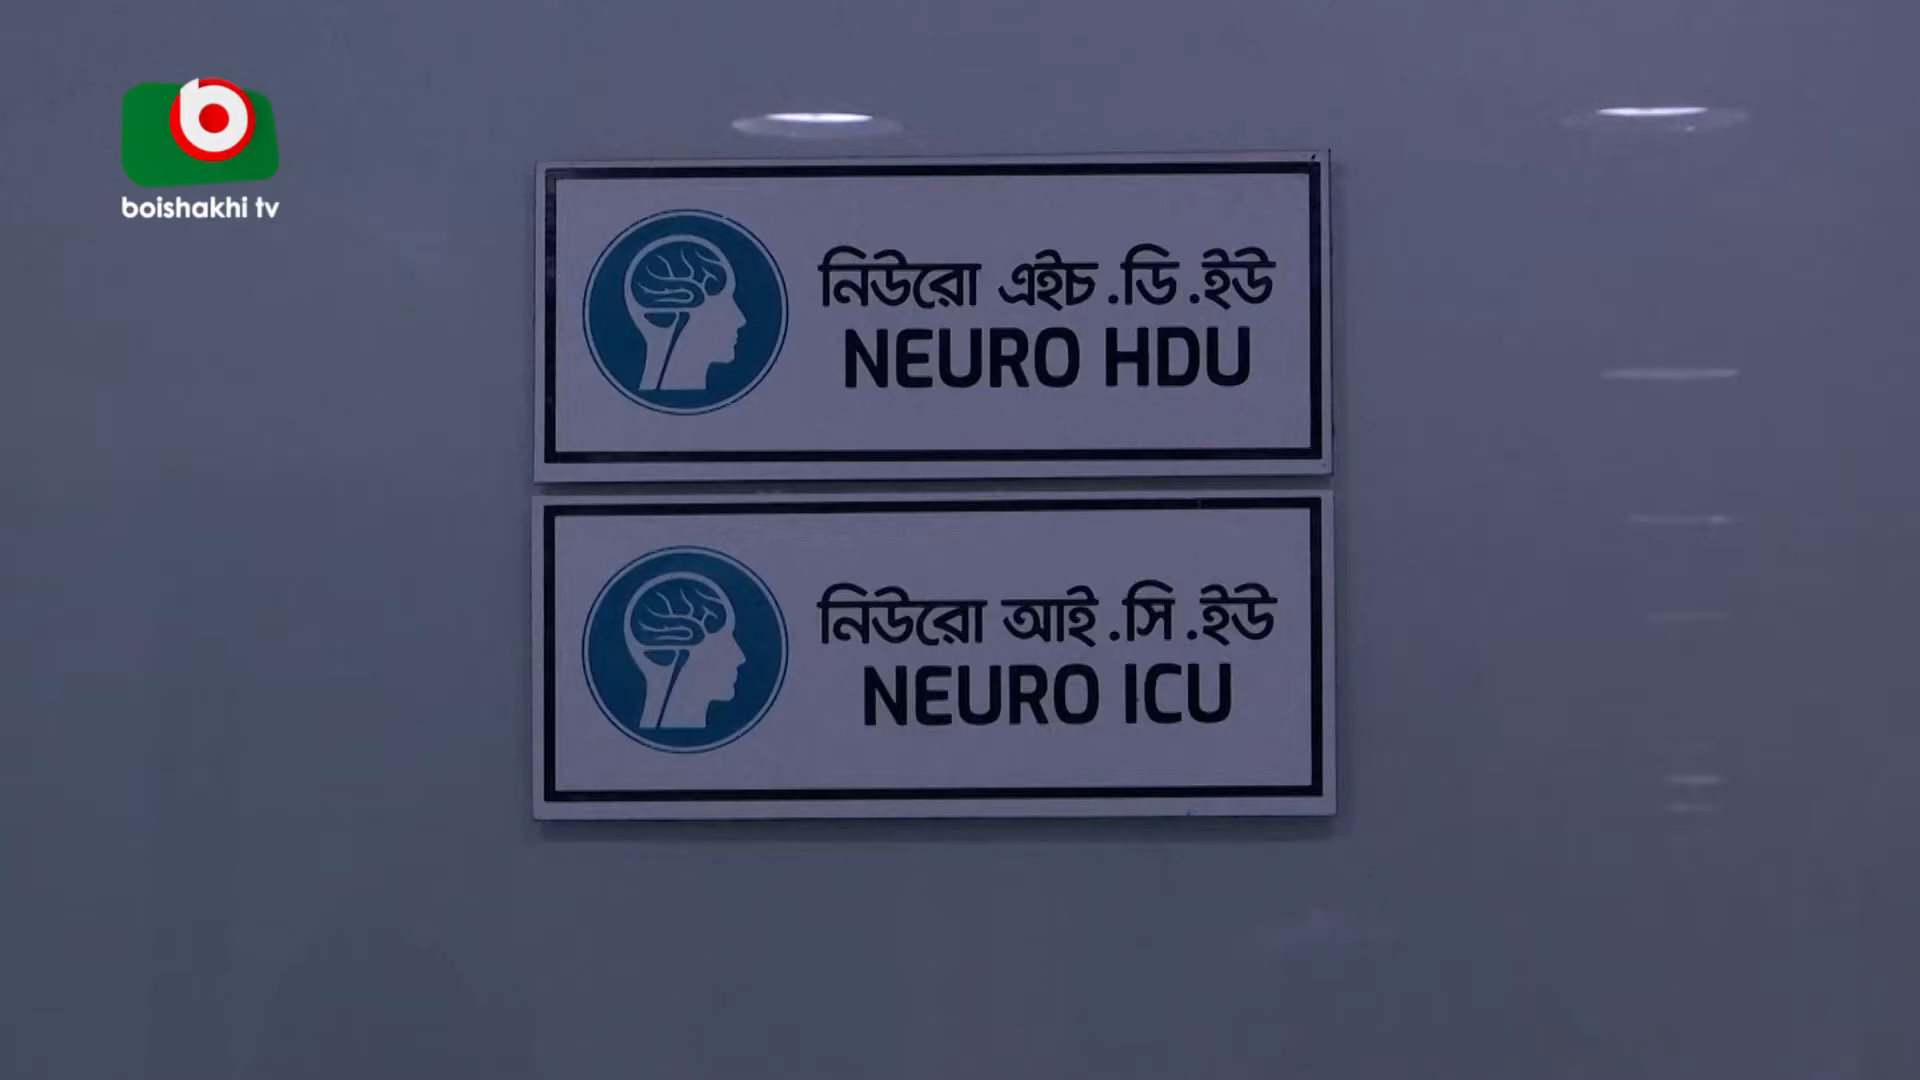 boishakhi tv
নিউরো এইচ.ডি.ইউ
NEURO HDU
নিউরো আই.সি.ইউ
NEURO ICU